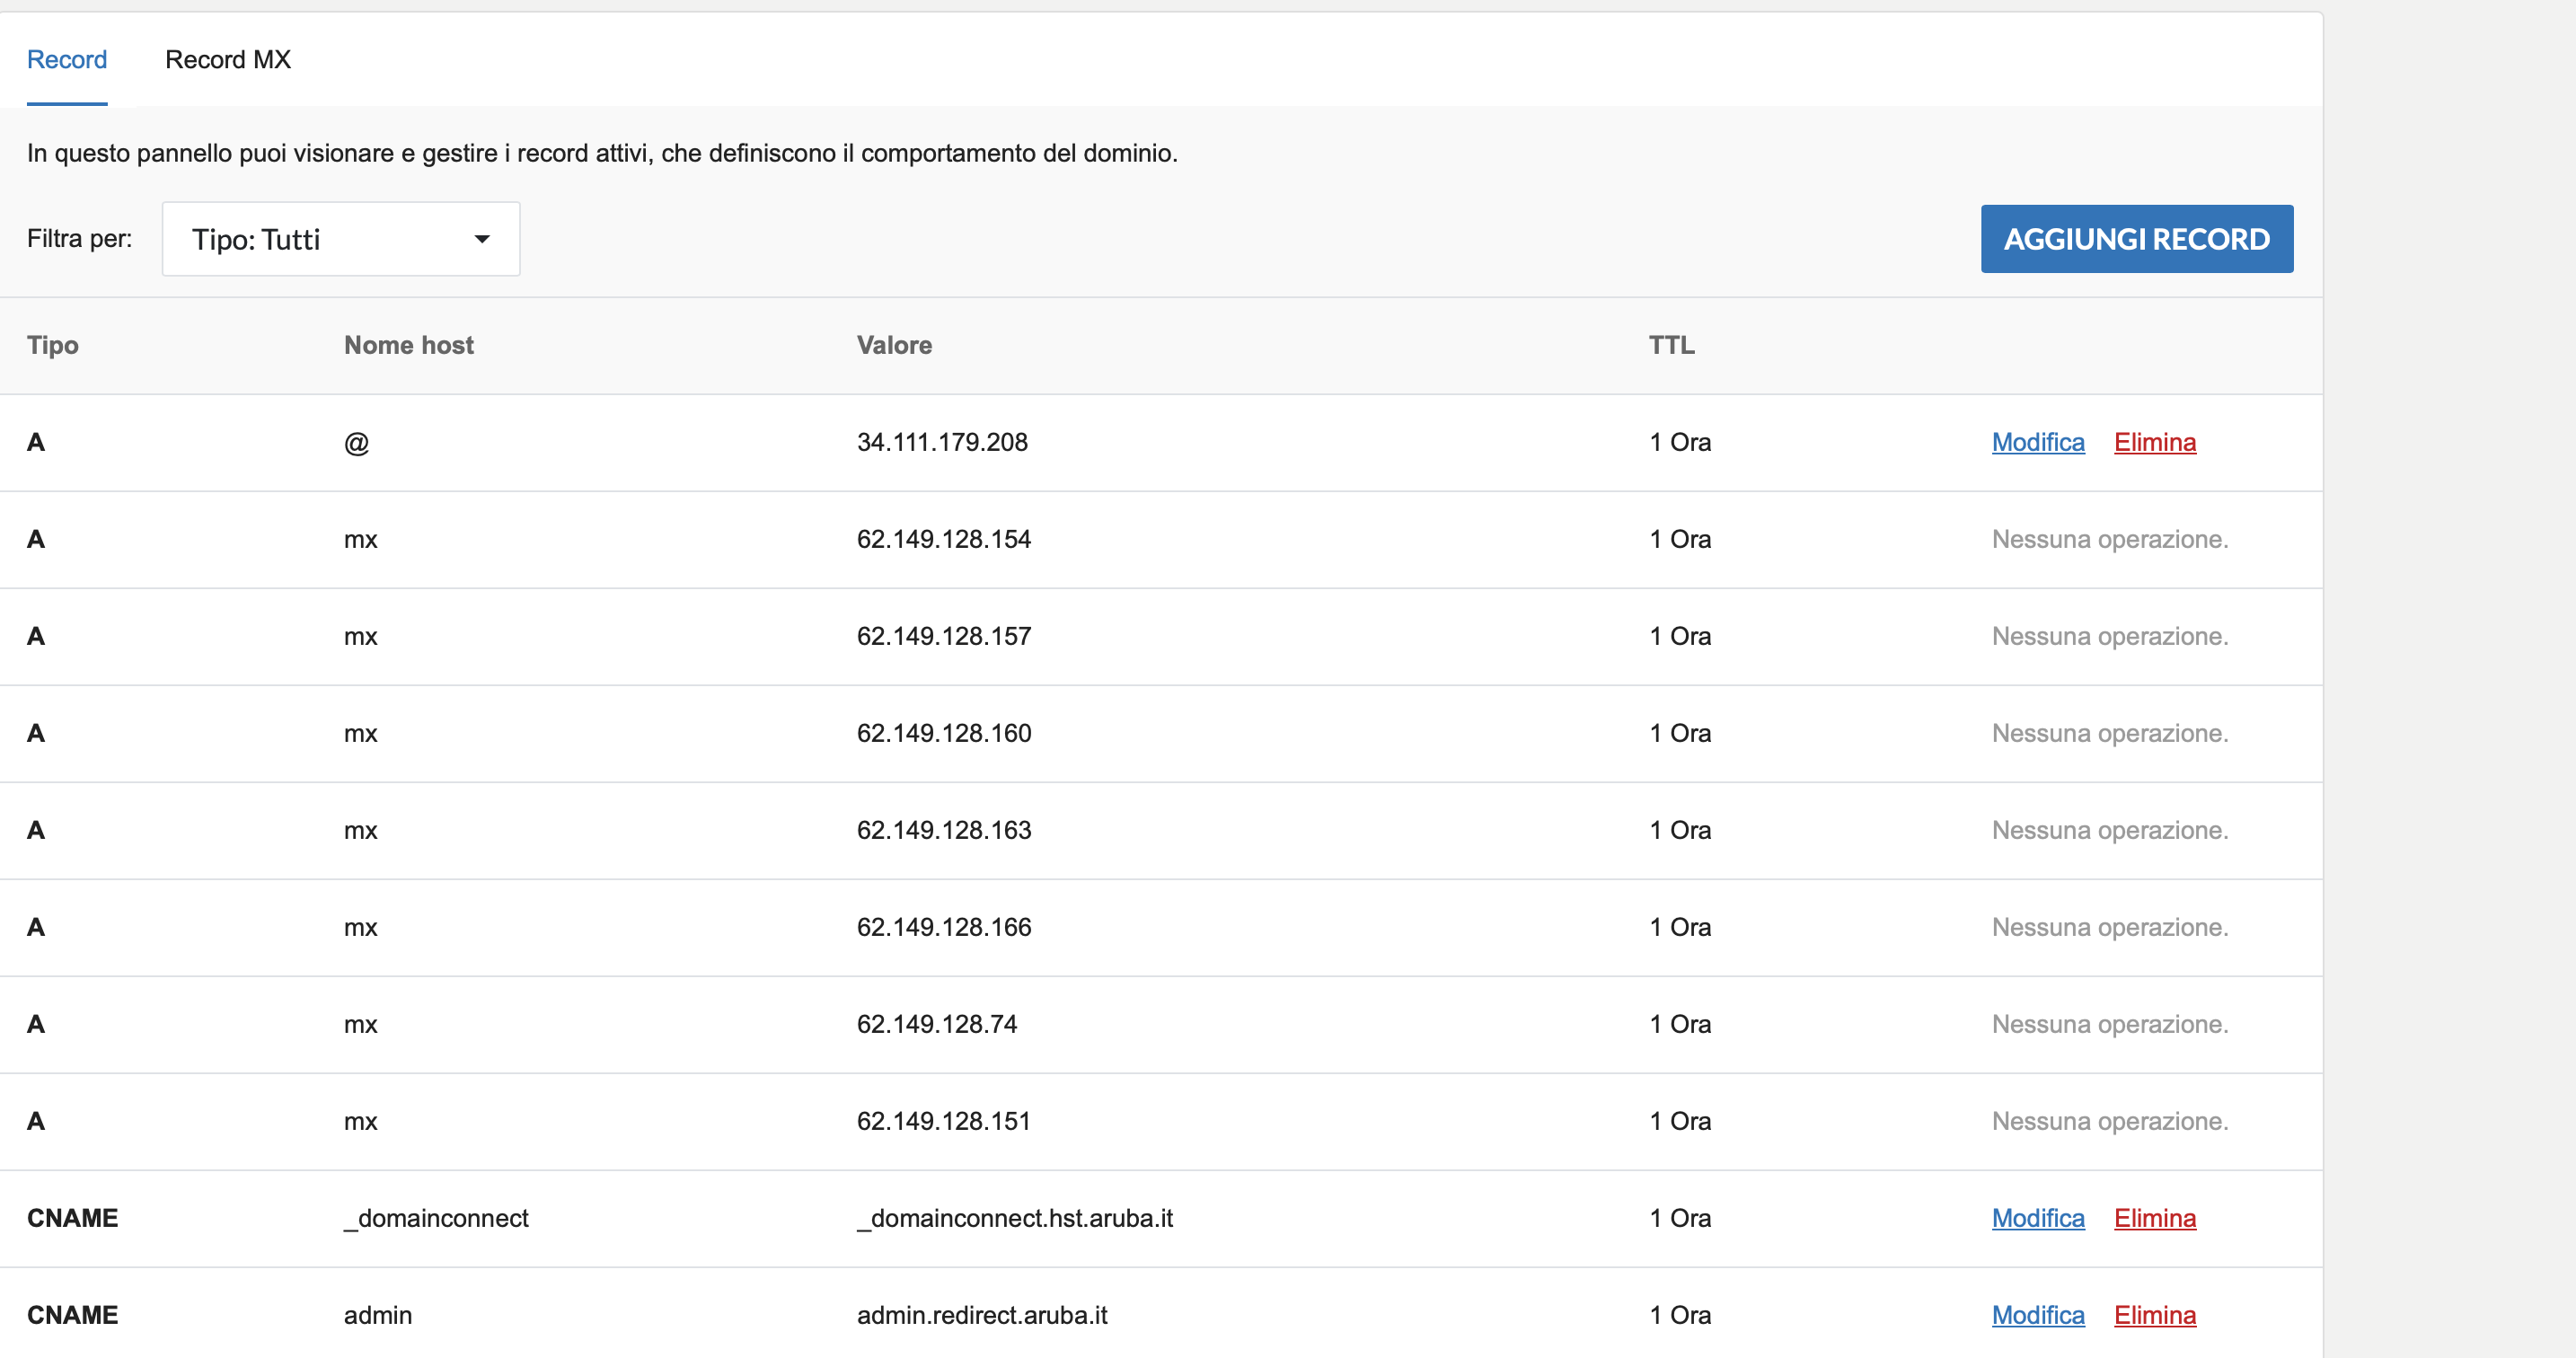 Record Record MX
In questo pannello puoi visionare e gestire i record attivi, che definiscono il comportamento del dominio.
Filtra per: Tipo: Tutti AGGIUNGI RECORD
Tipo Nome host Valore TTL
A @ 34.111.179.208 1 Ora Modifica Elimina
A mx 62.149.128.154 1 Ora Nessuna operazione.
A mx 62.149.128.157 1 Ora Nessuna operazione.
A mx 62.149.128.160 1 Ora Nessuna operazione.
A mx 62.149.128.163 1 Ora Nessuna operazione.
A mx 62.149.128.166 1 Ora Nessuna operazione.
A mx 62.149.128.74 1 Ora Nessuna operazione.
A mx 62.149.128.151 1 Ora Nessuna operazione.
CNAME _domainconnect _domainconnect.hst.aruba.it 1 Ora Modifica Elimina
CNAME admin admin.redirect.aruba.it 1 Ora Modifica Elimina